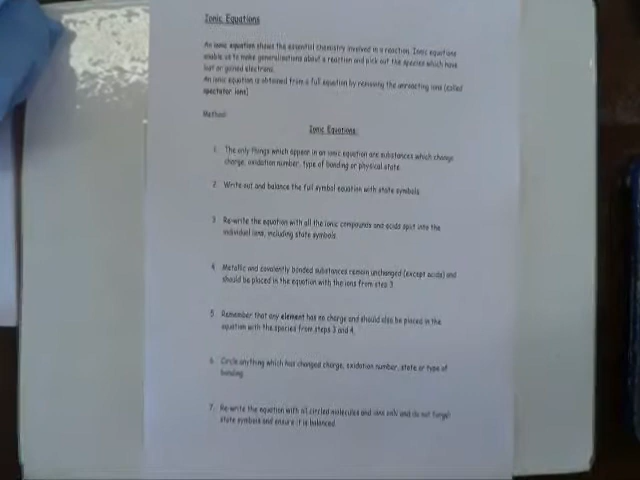 Ionic Equations
An ionic equation shows the essential chemistry involved in a reaction. Ionic equations
enable us to make generalisations about a reaction and pick out the species which have
lost or gained electrons.
An ionic equation is obtained from a full equation by removing the unreacting ions (called
spectator ions)
Method:
Ionic Equations:
1. The only things which appear in an ionic equation are substances which change
charge, oxidation number, type of bonding or physical state.
2. Write out and balance the full symbol equation with state symbols.
3. Re-write the equation with all the ionic compounds and acids split into the
individual ions, including state symbols.
4. Metallic and covalently bonded substances remain unchanged (except acids) and
should be placed in the equation with the ions from step 3.
5. Remember that any element has no charge and should also be placed in the
equation with the species from steps 3 and 4.
6. Circle anything which has changed charge, oxidation number, state or type of
bonding.
7. Re-write the equation with all circled molecules and ions only and do not forget
state symbols and ensure it is balanced.